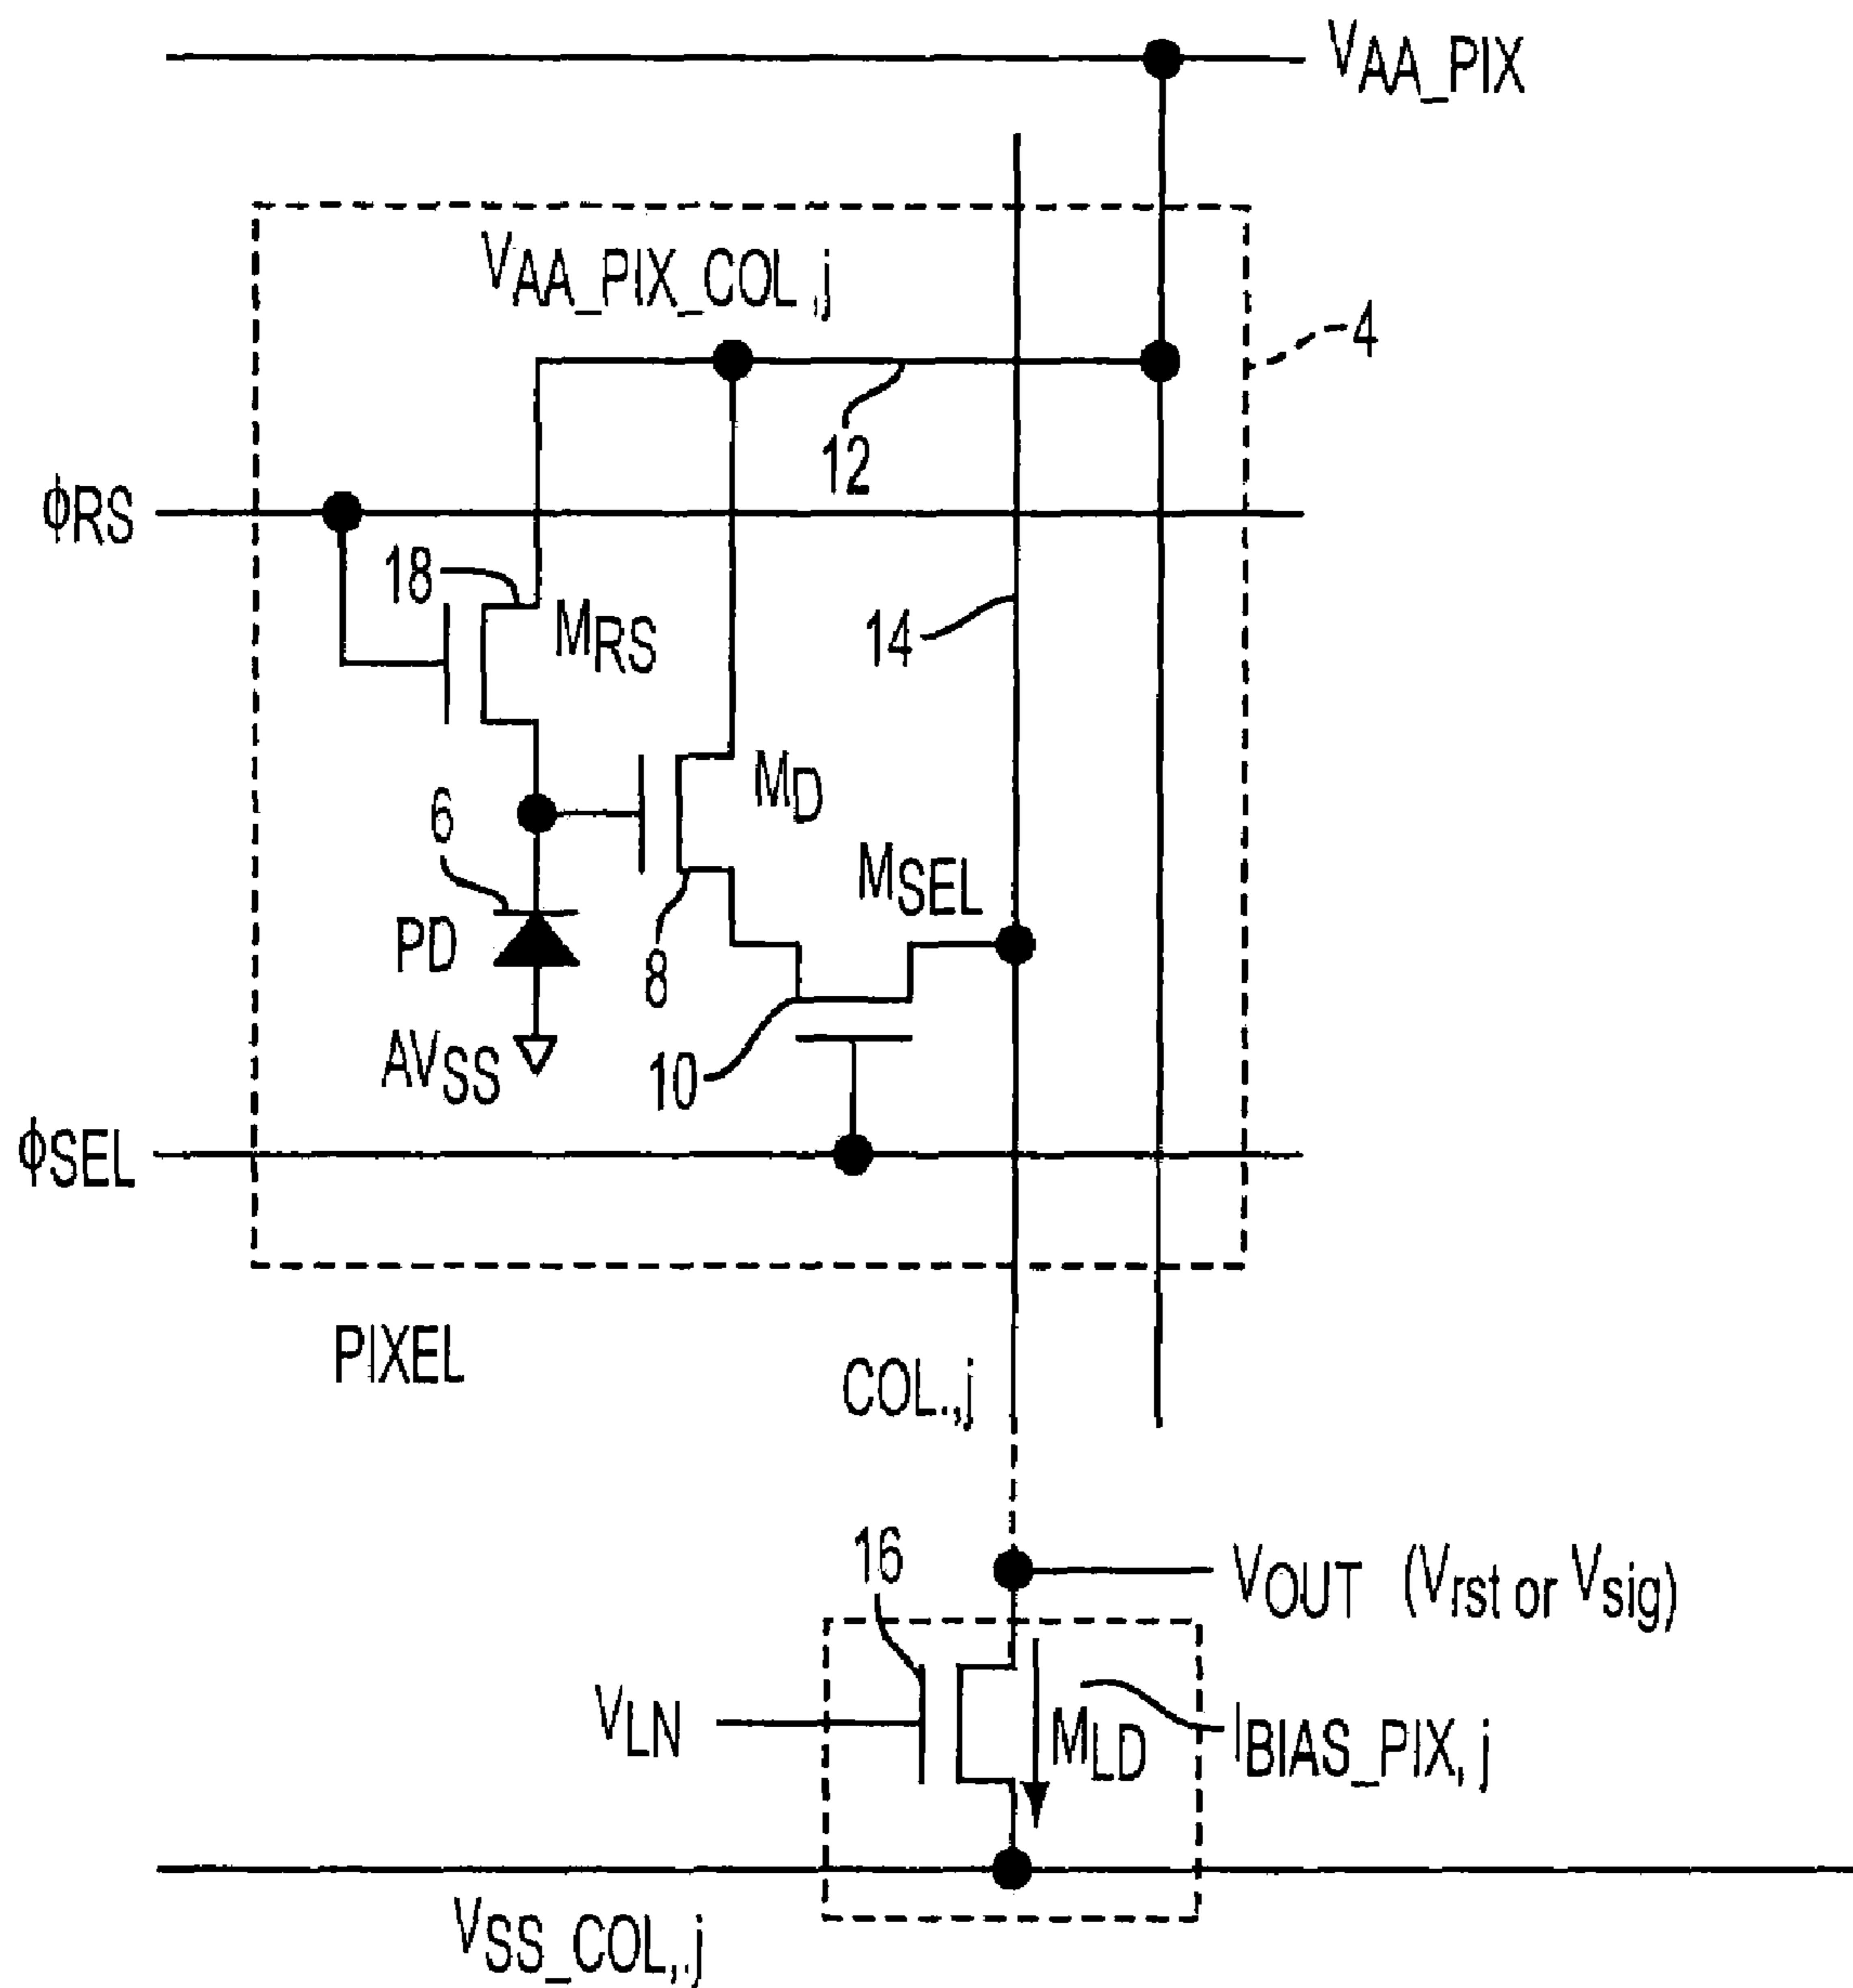 VAA_PIX
VAA_PIX_COL,j
4
12
ϕRS
18
MRS
14
6
MD
MSEL
PD
8
AVSS
10
ϕSEL
PIXEL
COL.,j
16
VOUT (Vrst or Vsig)
VLN
MLD
IBIAS_PIX, j
VSS_COL,j